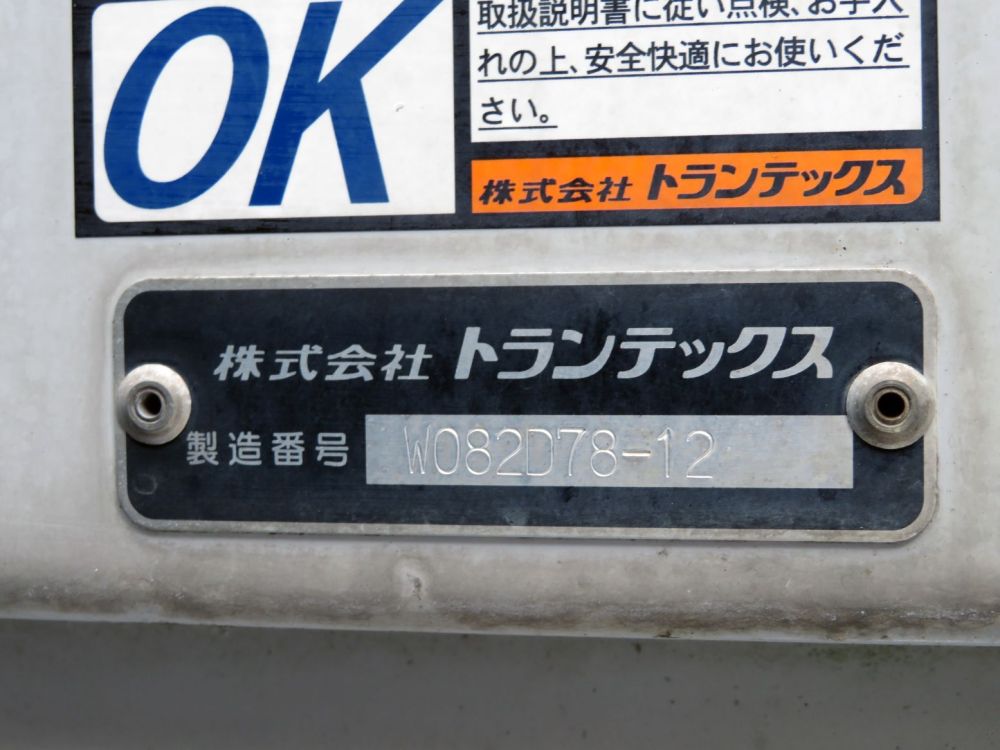 OK
取扱説明書に従い点検、お手入
れの上、安全快適にお使いくだ
さい。
株式会社 トランテックス
株式会社 トランテックス
製造番号 W082D78-12